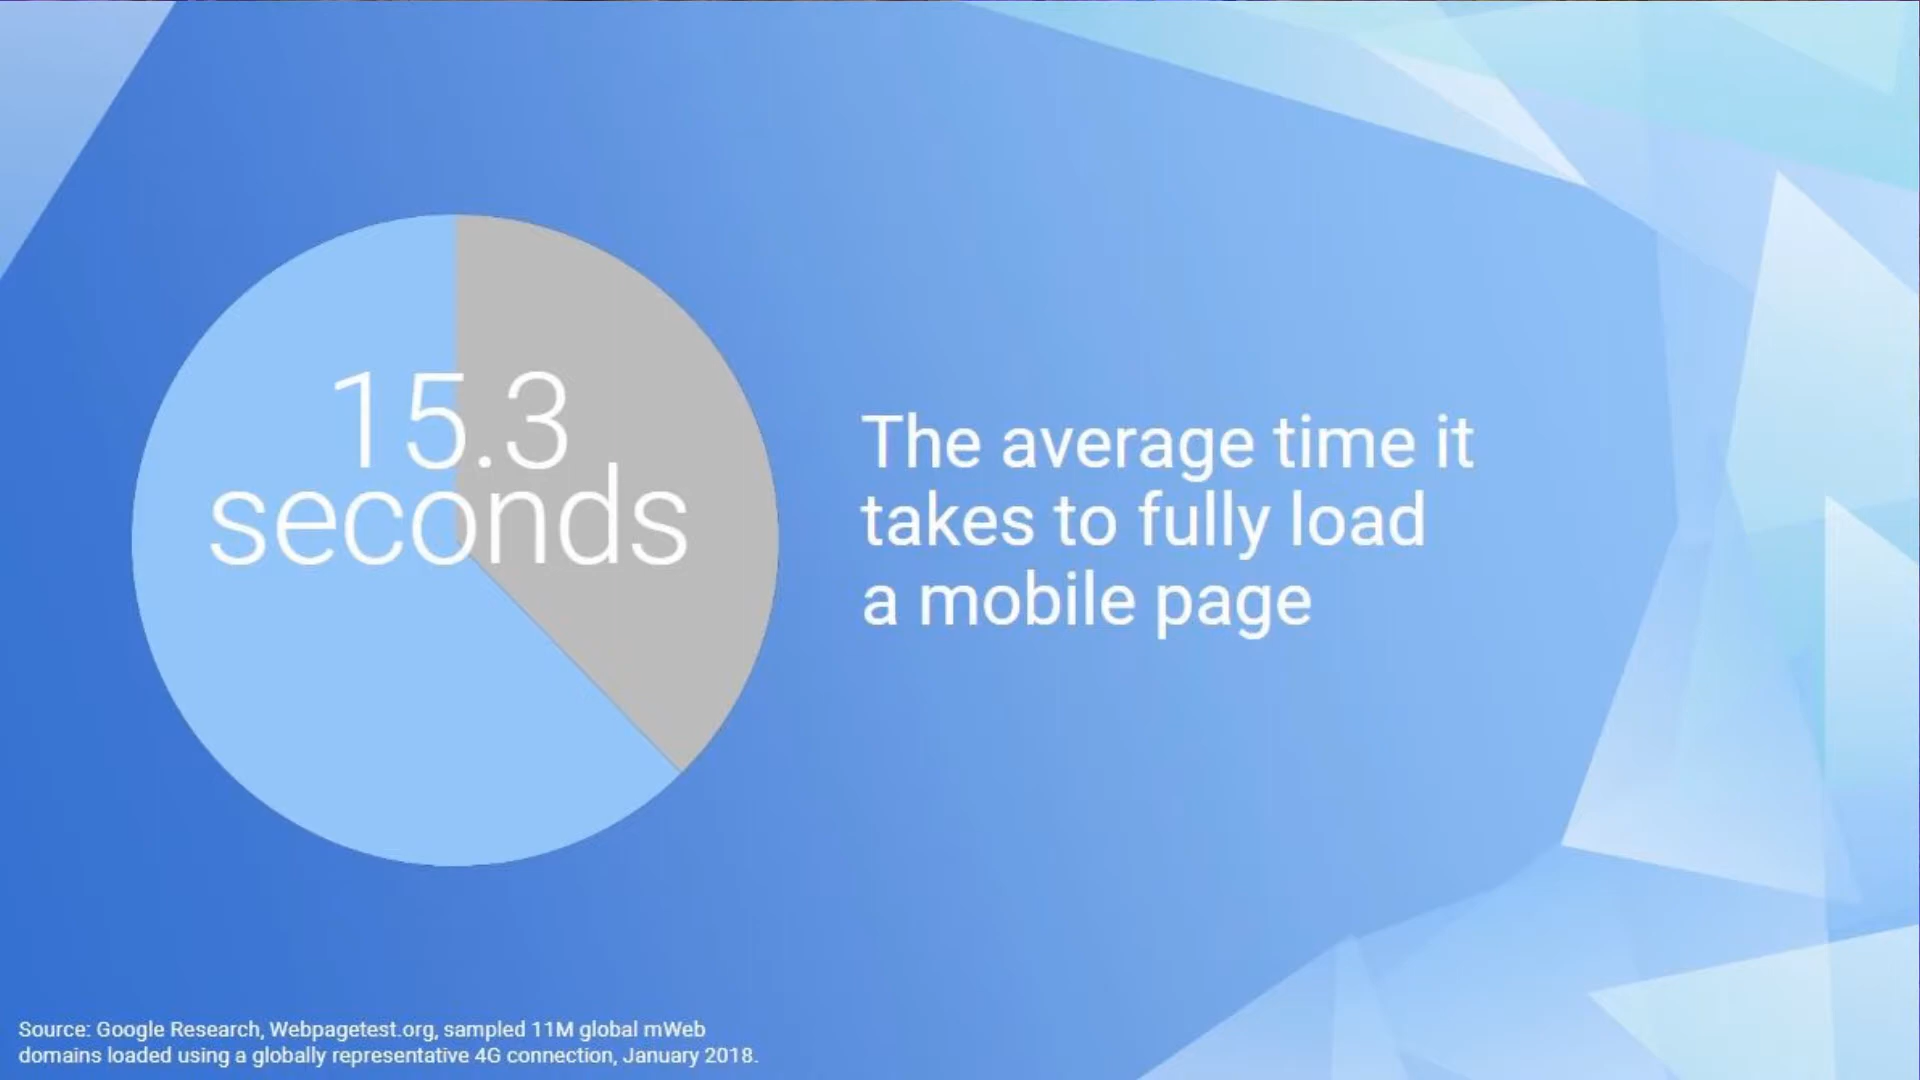 15.3
seconds
The average time it
takes to fully load
a mobile page
Source: Google Research, Webpagetest.org, sampled 11M global mWeb
domains loaded using a globally representative 4G connection, January 2018.